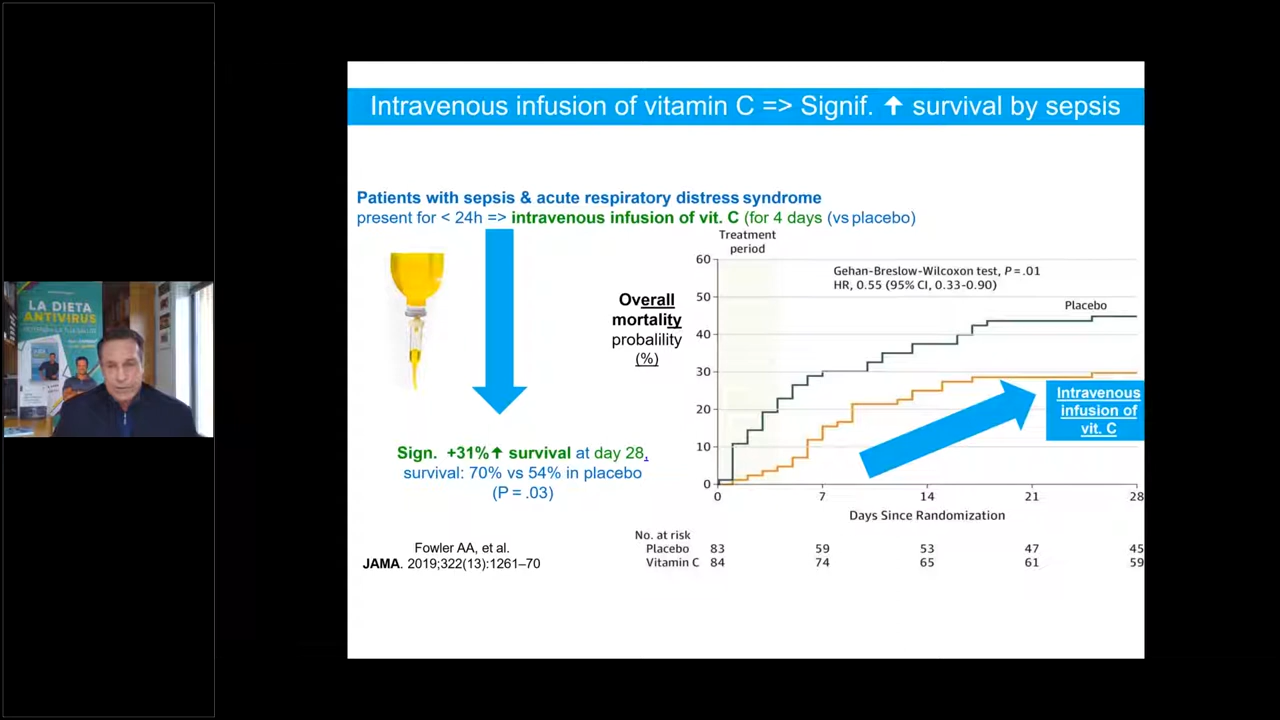 Intravenous infusion of vitamin C => Signif. ⬆ survival by sepsis
Patients with sepsis & acute respiratory distress syndrome
present for < 24h => intravenous infusion of vit. C (for 4 days (vs placebo)
Treatment
period
Gehan-Breslow-Wilcoxon test, P = .01
HR, 0.55 (95% CI, 0.33-0.90)
Placebo
Overall
mortality
probalility
(%)
60
50
40
30
20
10
0
Intravenous
infusion of
vit. C
0 7 14 21 28
Days Since Randomization
Sign. +31%⬆ survival at day 28,
survival: 70% vs 54% in placebo
(P = .03)
No. at risk
Placebo 83 59 53 47 45
Vitamin C 84 74 65 61 59
Fowler AA, et al.
JAMA. 2019;322(13):1261–70
LA DIETA
ANTIVIRUS